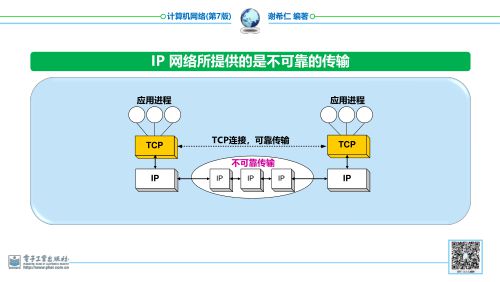 计算机网络(第7版)
谢希仁 编著
IP 网络所提供的是不可靠的传输
应用进程
应用进程
TCP
TCP连接，可靠传输
TCP
不可靠传输
IP
IP
IP
IP
IP
电子工业出版社
http://www.phei.com.cn